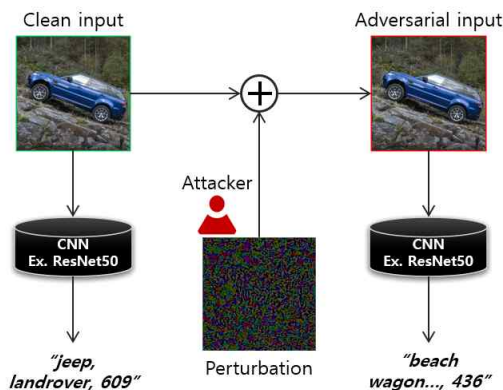 Clean input
Adversarial input
Attacker
CNN
Ex. ResNet50
CNN
Ex. ResNet50
Perturbation
"jeep,
landrover, 609"
"beach
wagon..., 436"